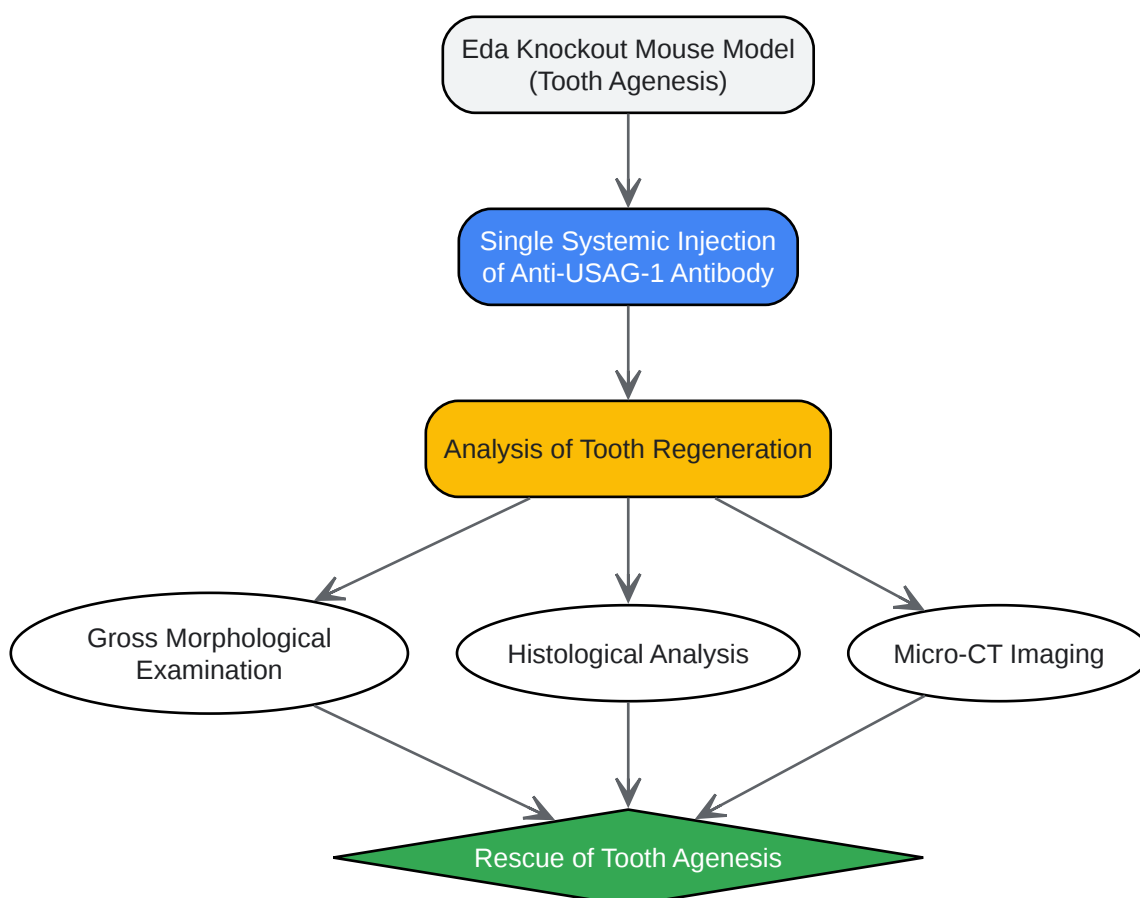 Eda Knockout Mouse Model
(Tooth Agenesis)
Single Systemic Injection
of Anti-USAG-1 Antibody
Analysis of Tooth Regeneration
Gross Morphological
Examination
Histological Analysis
Micro-CT Imaging
Rescue of Tooth Agenesis